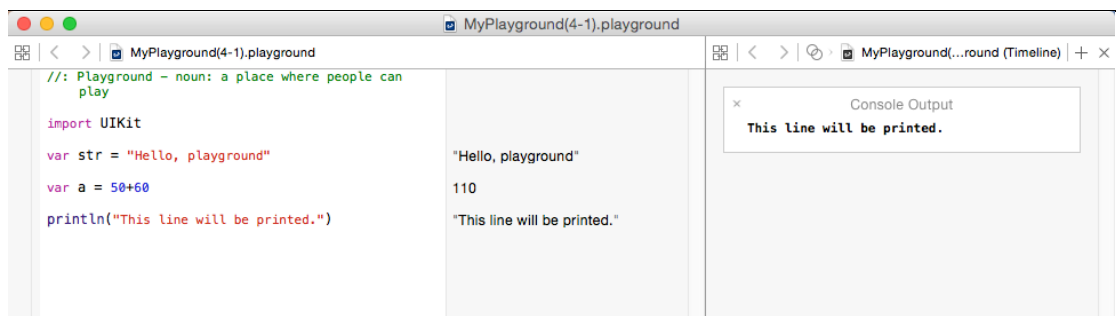 MyPlayground(4-1).playground
MyPlayground(4-1).playground
//: Playground – noun: a place where people can
play
import UIKit
var str = "Hello, playground"
"Hello, playground"
var a = 50+60
110
println("This line will be printed.")
"This line will be printed."
MyPlayground(...round (Timeline)
Console Output
This line will be printed.